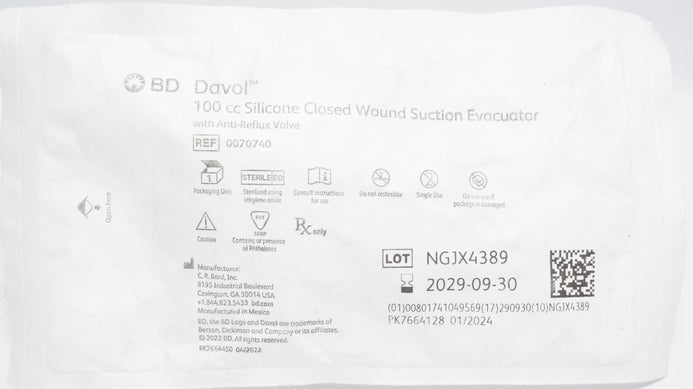 BD Davol™
100 cc Silicone Closed Wound Suction Evacuator
with Anti-Reflux Valve
REF 0070740
Packaging Unit
STERILE EO
Sterilized using
ethylene oxide
Consult instructions
for use
Do not resterilize
Single Use
Do not use if
package is damaged
Open here
Caution
PHT
DEHP
Contains or presence
of Phthalates
Rx only
Manufacturer:
C. R. Bard, Inc.
8195 Industrial Boulevard
Covington, GA 30014 USA
+1.844.823.5433 bd.com
Manufactured in Mexico
BD, the BD Logo and Davol are trademarks of
Becton, Dickinson and Company or its affiliates.
© 2022 BD. All rights reserved.
PK7664450 04/2022
LOT NGJX4389
2029-09-30
(01)00801741049569(17)290930(10)NGJX4389
PK7664128 01/2024